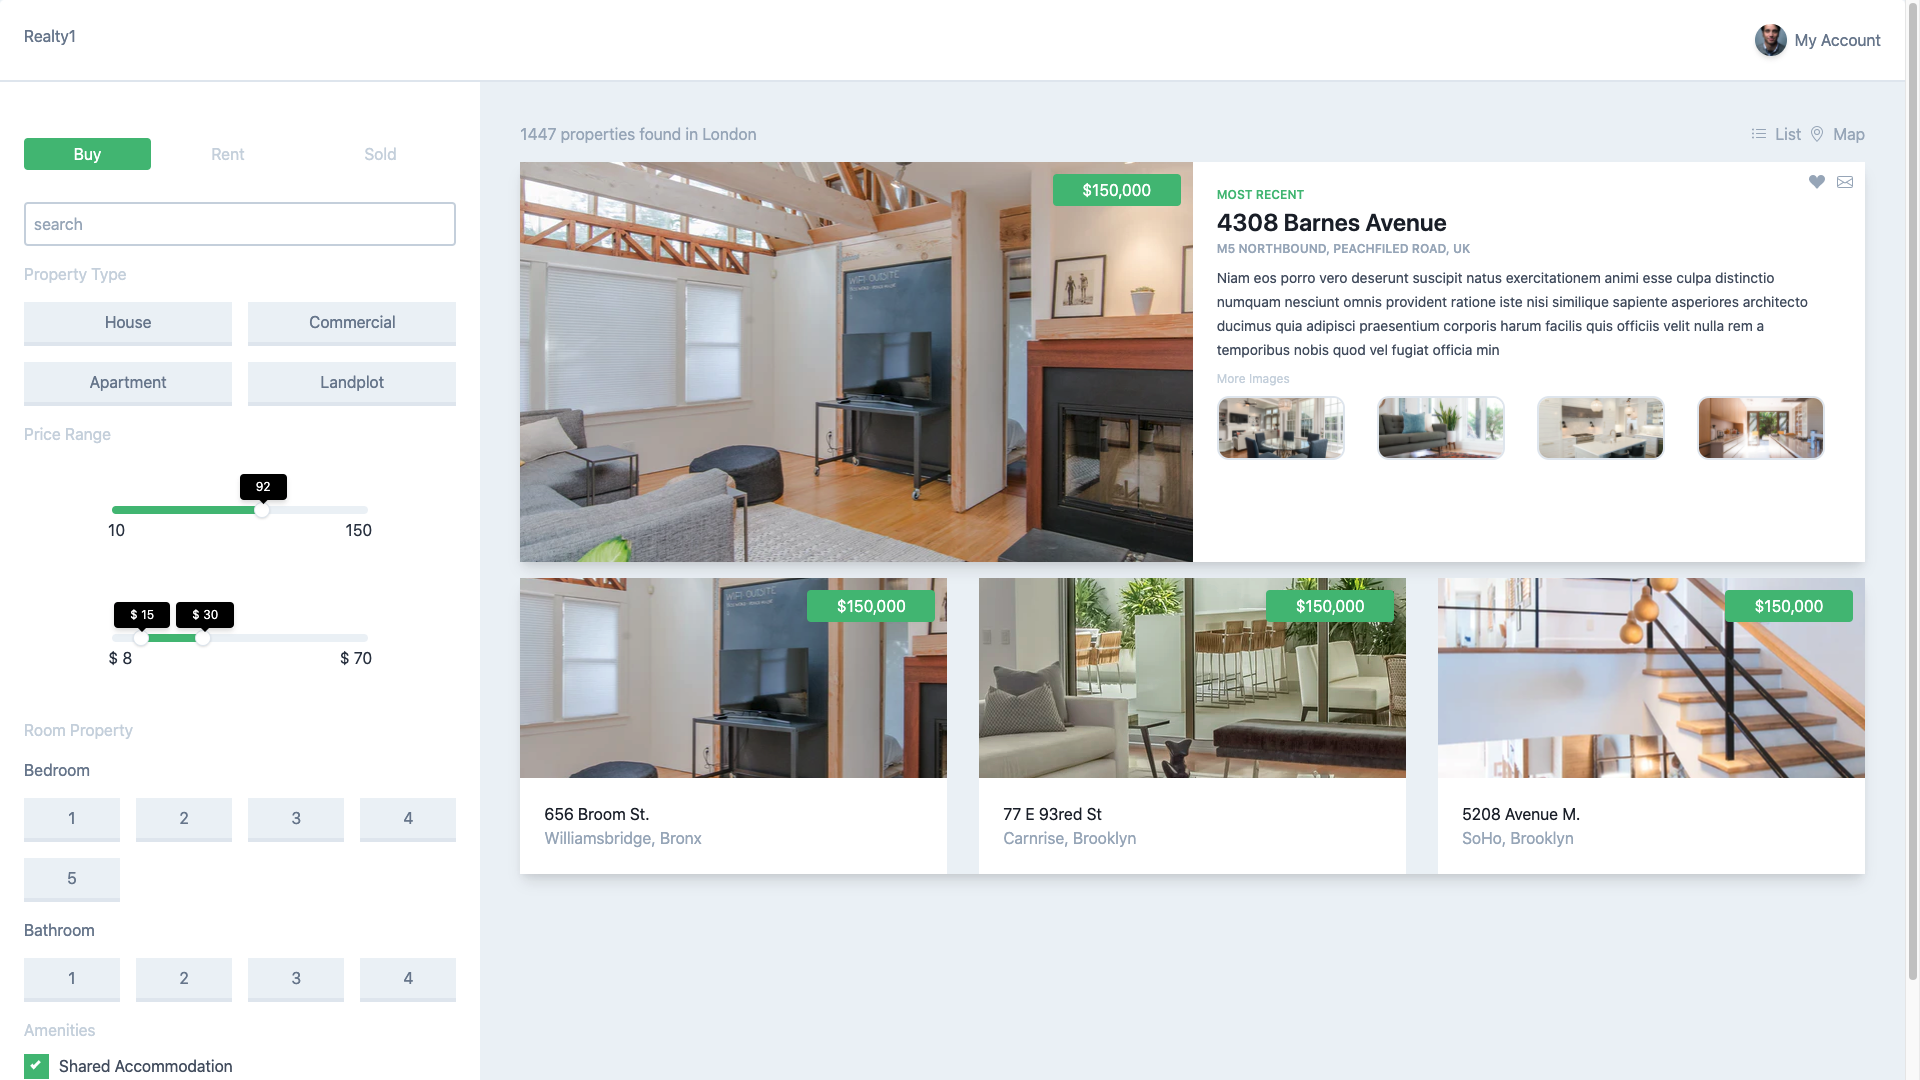 Realty1
My Account
Buy
Rent
Sold
search
Property Type
House
Commercial
Apartment
Landplot
Price Range
92
10
150
$ 15
$ 30
$ 8
$ 70
Room Property
Bedroom
1
2
3
4
5
Bathroom
1
2
3
4
Amenities
Shared Accommodation
1447 properties found in London
List
Map
$150,000
MOST RECENT
4308 Barnes Avenue
M5 NORTHBOUND, PEACHFILED ROAD, UK
Niam eos porro vero deserunt suscipit natus exercitationem animi esse culpa distinctio
numquam nesciunt omnis provident ratione iste nisi similique sapiente asperiores architecto
ducimus quia adipisci praesentium corporis harum facilis quis officiis velit nulla rem a
temporibus nobis quod vel fugiat officia min
More Images
$150,000
656 Broom St.
Williamsbridge, Bronx
$150,000
77 E 93red St
Carnrise, Brooklyn
$150,000
5208 Avenue M.
SoHo, Brooklyn